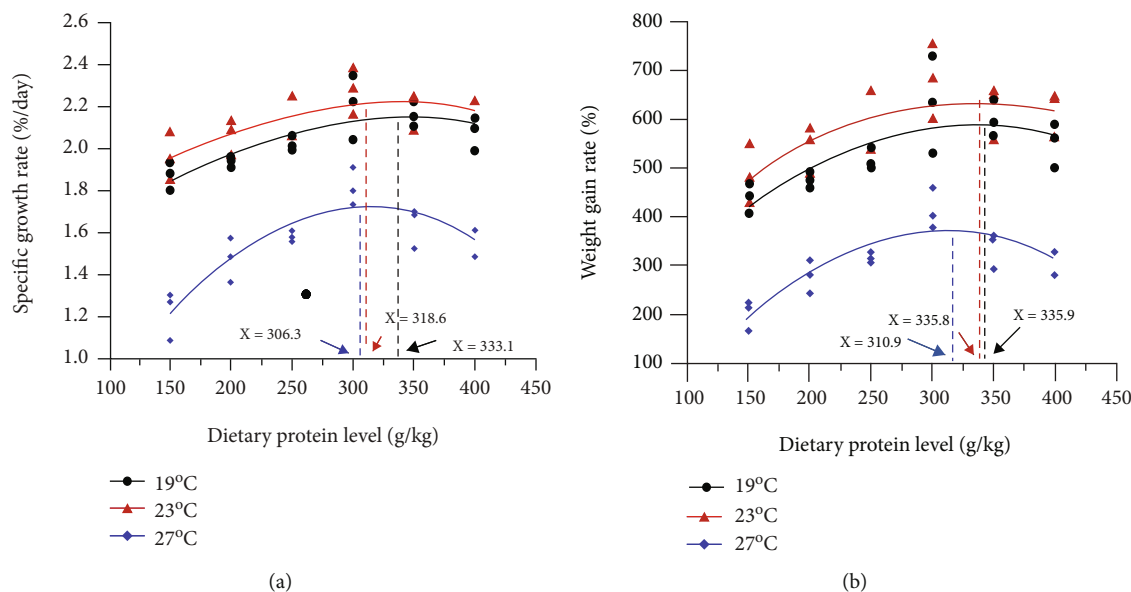 2.6
2.4
2.2
2.0
1.8
1.6
1.4
1.2
1.0
Specific growth rate (%/day)
X = 306.3
X = 318.6
X = 333.1
100 150 200 250 300 350 400 450
Dietary protein level (g/kg)
19°C
23°C
27°C
(a)
800
700
600
500
400
300
200
100
Weight gain rate (%)
X = 335.8
X = 310.9
X = 335.9
100 150 200 250 300 350 400 450
Dietary protein level (g/kg)
19°C
23°C
27°C
(b)